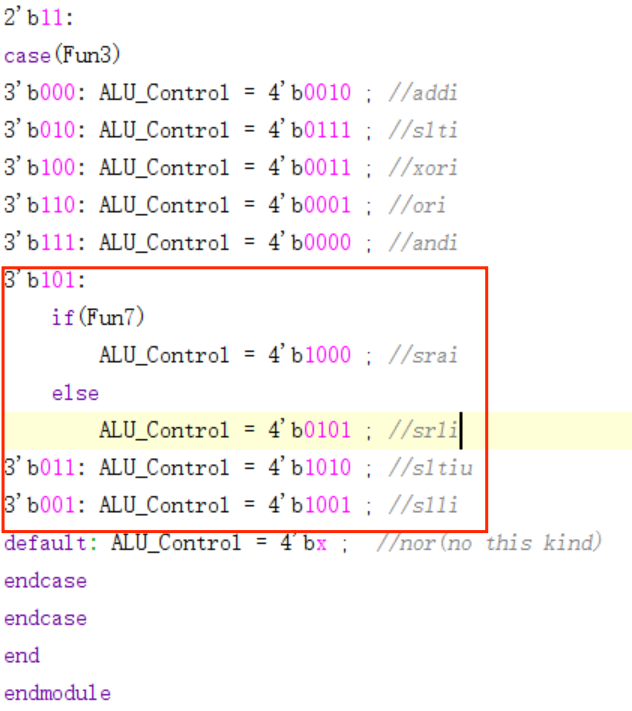 2'b11:
case(Fun3)
3'b000: ALU_Control = 4'b0010 ; //addi
3'b010: ALU_Control = 4'b0111 ; //slti
3'b100: ALU_Control = 4'b0011 ; //xori
3'b110: ALU_Control = 4'b0001 ; //ori
3'b111: ALU_Control = 4'b0000 ; //andi
3'b101:
if(Fun7)
ALU_Control = 4'b1000 ; //srai
else
ALU_Control = 4'b0101 ; //srli
3'b011: ALU_Control = 4'b1010 ; //sltiu
3'b001: ALU_Control = 4'b1001 ; //slli
default: ALU_Control = 4'bx ; //nor(no this kind)
endcase
endcase
end
endmodule